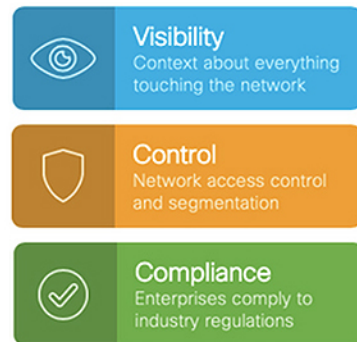 Visibility
Context about everything
touching the network
Control
Network access control
and segmentation
Compliance
Enterprises comply to
industry regulations